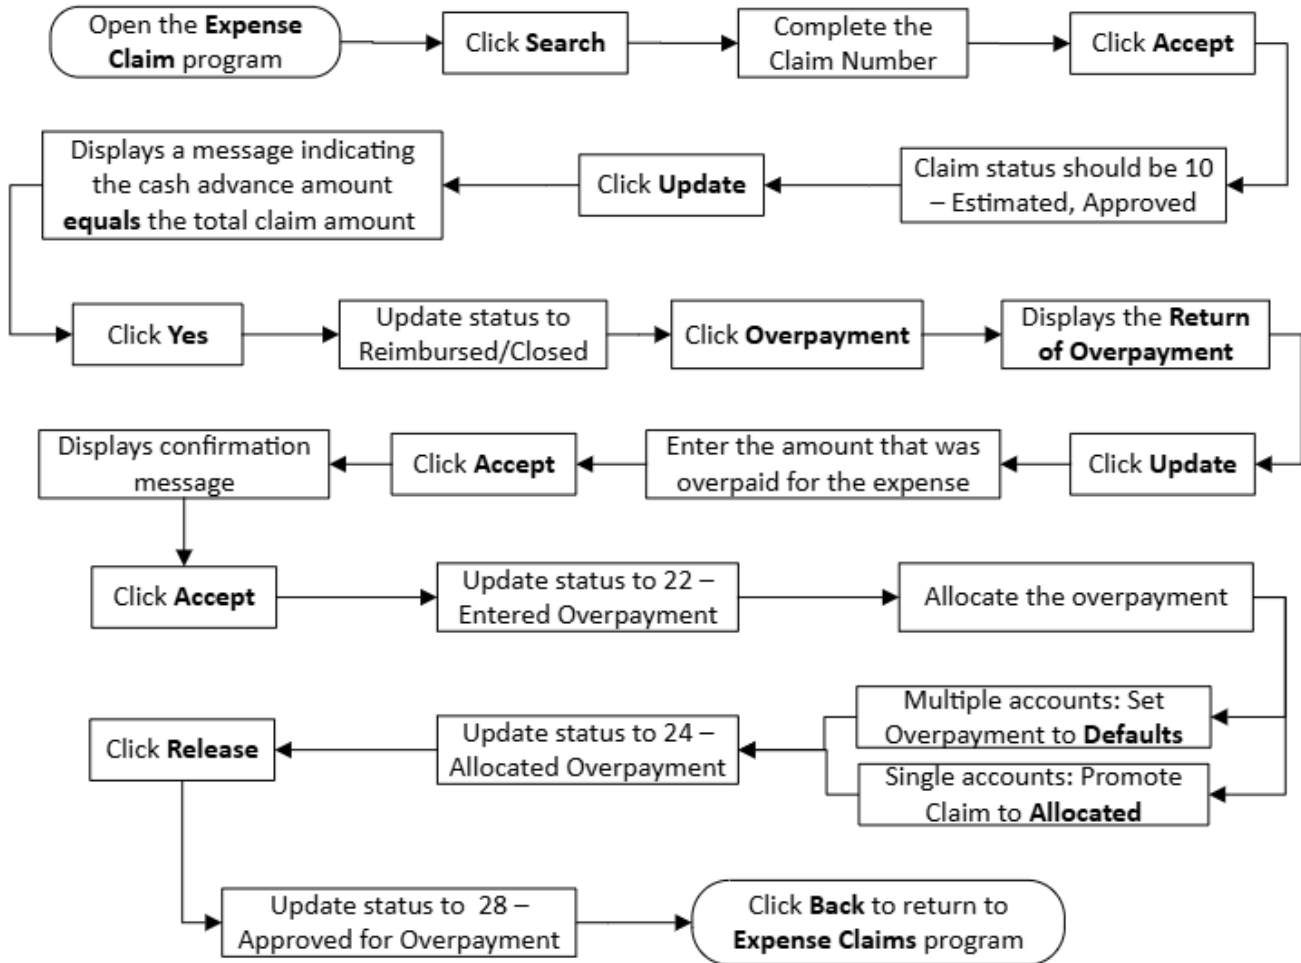 Open the Expense
Claim program
Click Search
Complete the
Claim Number
Click Accept
Claim status should be 10
– Estimated, Approved
Click Update
Displays a message indicating
the cash advance amount
equals the total claim amount
Click Yes
Update status to
Reimbursed/Closed
Click Overpayment
Displays the Return
of Overpayment
Click Update
Enter the amount that was
overpaid for the expense
Click Accept
Displays confirmation
message
Click Accept
Update status to 22 –
Entered Overpayment
Allocate the overpayment
Multiple accounts: Set
Overpayment to Defaults
Single accounts: Promote
Claim to Allocated
Update status to 24 –
Allocated Overpayment
Click Release
Update status to 28 –
Approved for Overpayment
Click Back to return to
Expense Claims program